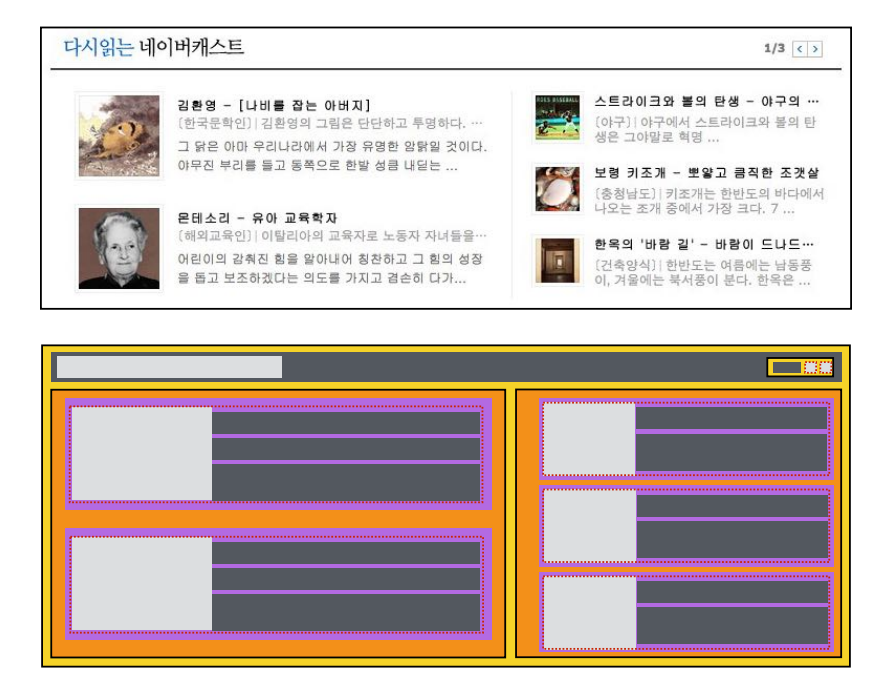 다시읽는 네이버캐스트
1/3 < >
김환영 - [나비를 잡는 아버지]
[한국문학인] | 김환영의 그림은 단단하고 투명하다. …
그 닭은 아마 우리나라에서 가장 유명한 암탉일 것이다.
야무진 부리를 들고 동쪽으로 한발 성큼 내딛는 ...
몬테소리 - 유아 교육학자
[해외교육인] | 이탈리아의 교육자로 노동자 자녀들을…
어린이의 감춰진 힘을 알아내어 칭찬하고 그 힘의 성장
을 돕고 보조하겠다는 의도를 가지고 겸손히 다가...
스트라이크와 볼의 탄생 - 야구의 …
[야구] | 야구에서 스트라이크와 볼의 탄
생은 그야말로 혁명 ...
보령 키조개 - 뽀얗고 큼직한 조갯살
[충청남도] | 키조개는 한반도의 바다에서
나오는 조개 중에서 가장 크다. 7 ...
한옥의 '바람 길' - 바람이 드나드…
[건축양식] | 한반도는 여름에는 남동풍
이, 겨울에는 북서풍이 분다. 한옥은 ...